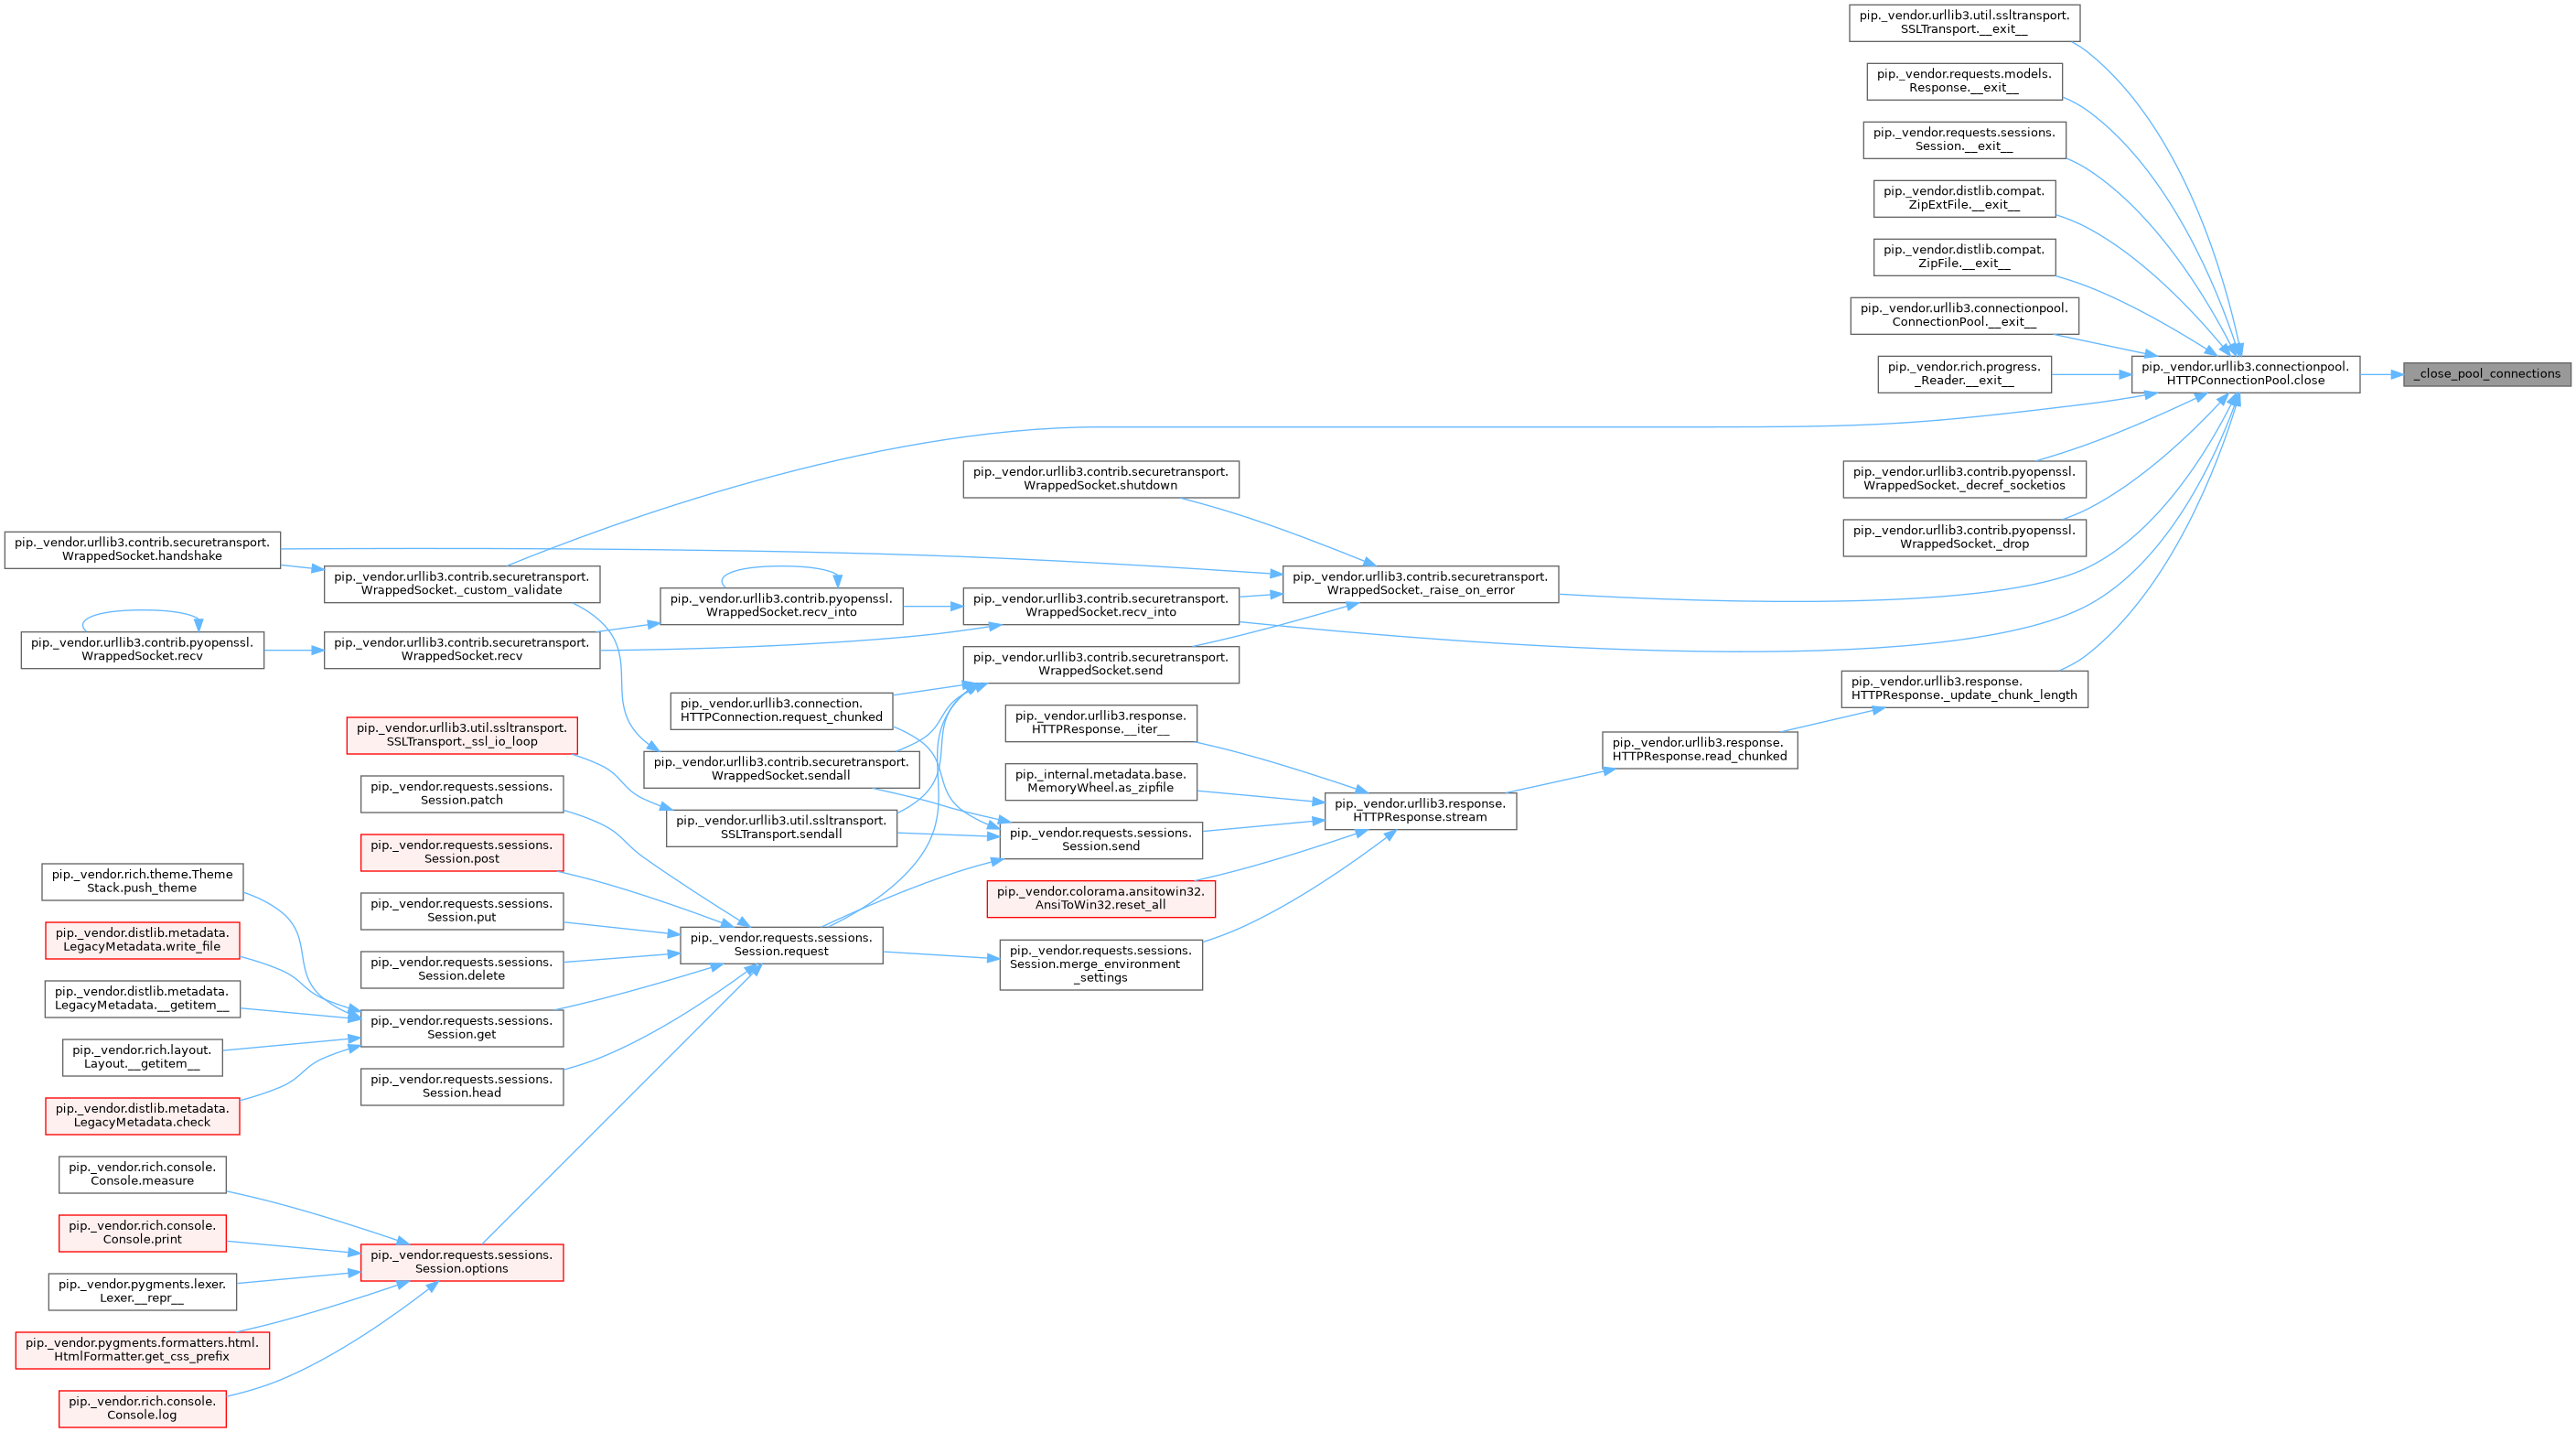 pip._vendor.urllib3.util.ssltransport.
SSLTransport.__exit__
pip._vendor.requests.models.
Response.__exit__
pip._vendor.requests.sessions.
Session.__exit__
pip._vendor.distlib.compat.
ZipExtFile.__exit__
pip._vendor.distlib.compat.
ZipFile.__exit__
pip._vendor.urllib3.connectionpool.
ConnectionPool.__exit__
pip._vendor.rich.progress.
_Reader.__exit__
pip._vendor.urllib3.connectionpool.
HTTPConnectionPool.close
_close_pool_connections
pip._vendor.urllib3.contrib.securetransport.
WrappedSocket.shutdown
pip._vendor.urllib3.contrib.pyopenssl.
WrappedSocket._decref_socketios
pip._vendor.urllib3.contrib.pyopenssl.
WrappedSocket._drop
pip._vendor.urllib3.contrib.securetransport.
WrappedSocket.handshake
pip._vendor.urllib3.contrib.securetransport.
WrappedSocket._custom_validate
pip._vendor.urllib3.contrib.securetransport.
WrappedSocket._raise_on_error
pip._vendor.urllib3.contrib.pyopenssl.
WrappedSocket.recv_into
pip._vendor.urllib3.contrib.securetransport.
WrappedSocket.recv_into
pip._vendor.urllib3.contrib.pyopenssl.
WrappedSocket.recv
pip._vendor.urllib3.contrib.securetransport.
WrappedSocket.recv
pip._vendor.urllib3.contrib.securetransport.
WrappedSocket.send
pip._vendor.urllib3.response.
HTTPResponse._update_chunk_length
pip._vendor.urllib3.connection.
HTTPConnection.request_chunked
pip._vendor.urllib3.response.
HTTPResponse.__iter__
pip._vendor.urllib3.util.ssltransport.
SSLTransport._ssl_io_loop
pip._vendor.urllib3.response.
HTTPResponse.read_chunked
pip._vendor.urllib3.contrib.securetransport.
WrappedSocket.sendall
pip._internal.metadata.base.
MemoryWheel.as_zipfile
pip._vendor.requests.sessions.
Session.patch
pip._vendor.urllib3.response.
HTTPResponse.stream
pip._vendor.urllib3.util.ssltransport.
SSLTransport.sendall
pip._vendor.requests.sessions.
Session.send
pip._vendor.requests.sessions.
Session.post
pip._vendor.rich.theme.Theme
Stack.push_theme
pip._vendor.colorama.ansitowin32.
AnsiToWin32.reset_all
pip._vendor.requests.sessions.
Session.put
pip._vendor.distlib.metadata.
LegacyMetadata.write_file
pip._vendor.requests.sessions.
Session.request
pip._vendor.requests.sessions.
Session.merge_environment
_settings
pip._vendor.requests.sessions.
Session.delete
pip._vendor.distlib.metadata.
LegacyMetadata.__getitem__
pip._vendor.requests.sessions.
Session.get
pip._vendor.rich.layout.
Layout.__getitem__
pip._vendor.requests.sessions.
Session.head
pip._vendor.distlib.metadata.
LegacyMetadata.check
pip._vendor.rich.console.
Console.measure
pip._vendor.rich.console.
Console.print
pip._vendor.requests.sessions.
Session.options
pip._vendor.pygments.lexer.
Lexer.__repr__
pip._vendor.pygments.formatters.html.
HtmlFormatter.get_css_prefix
pip._vendor.rich.console.
Console.log